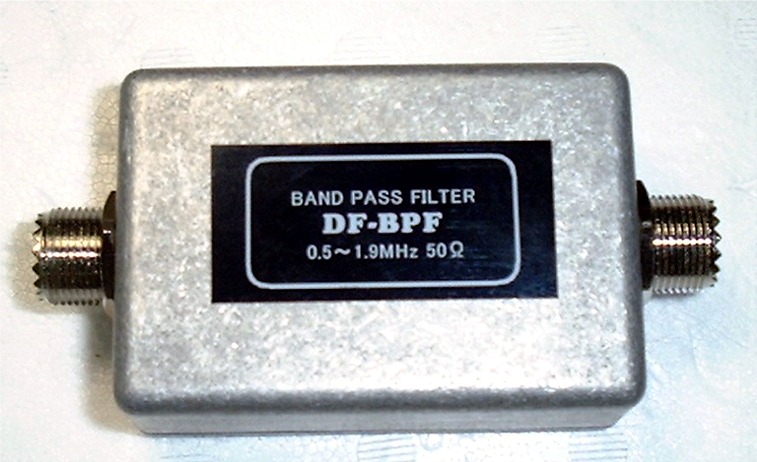 BAND PASS FILTER
DF-BPF
0.5～1.9MHz 50Ω